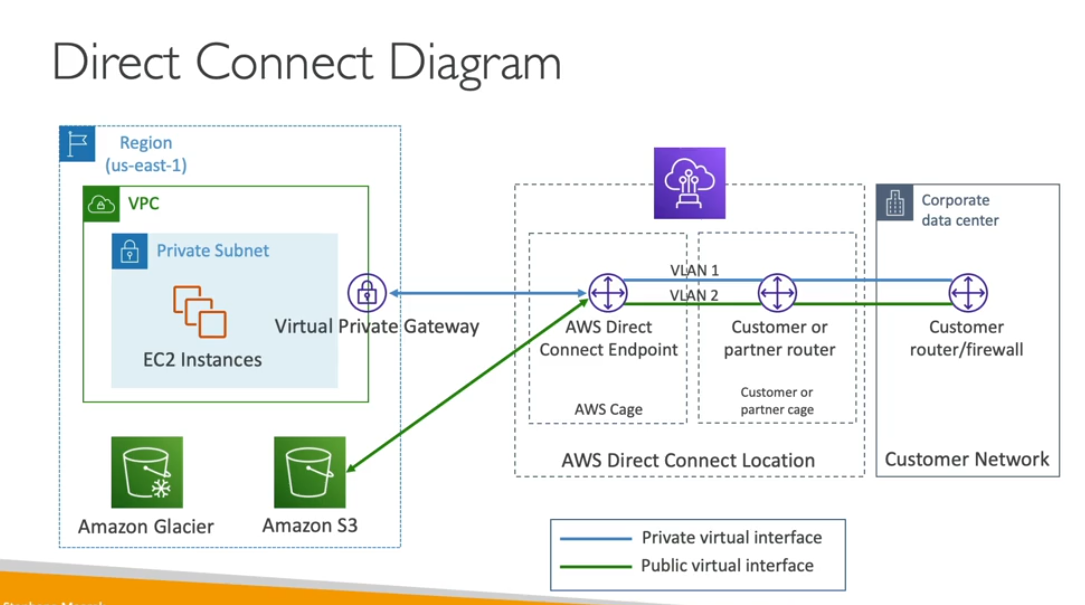 Direct Connect Diagram
Region
(us-east-1)
VPC
Private Subnet
EC2 Instances
Virtual Private Gateway
Amazon Glacier
Amazon S3
VLAN 1
VLAN 2
AWS Direct
Connect Endpoint
AWS Cage
Customer or
partner router
Customer or
partner cage
AWS Direct Connect Location
Corporate
data center
Customer
router/firewall
Customer Network
Private virtual interface
Public virtual interface